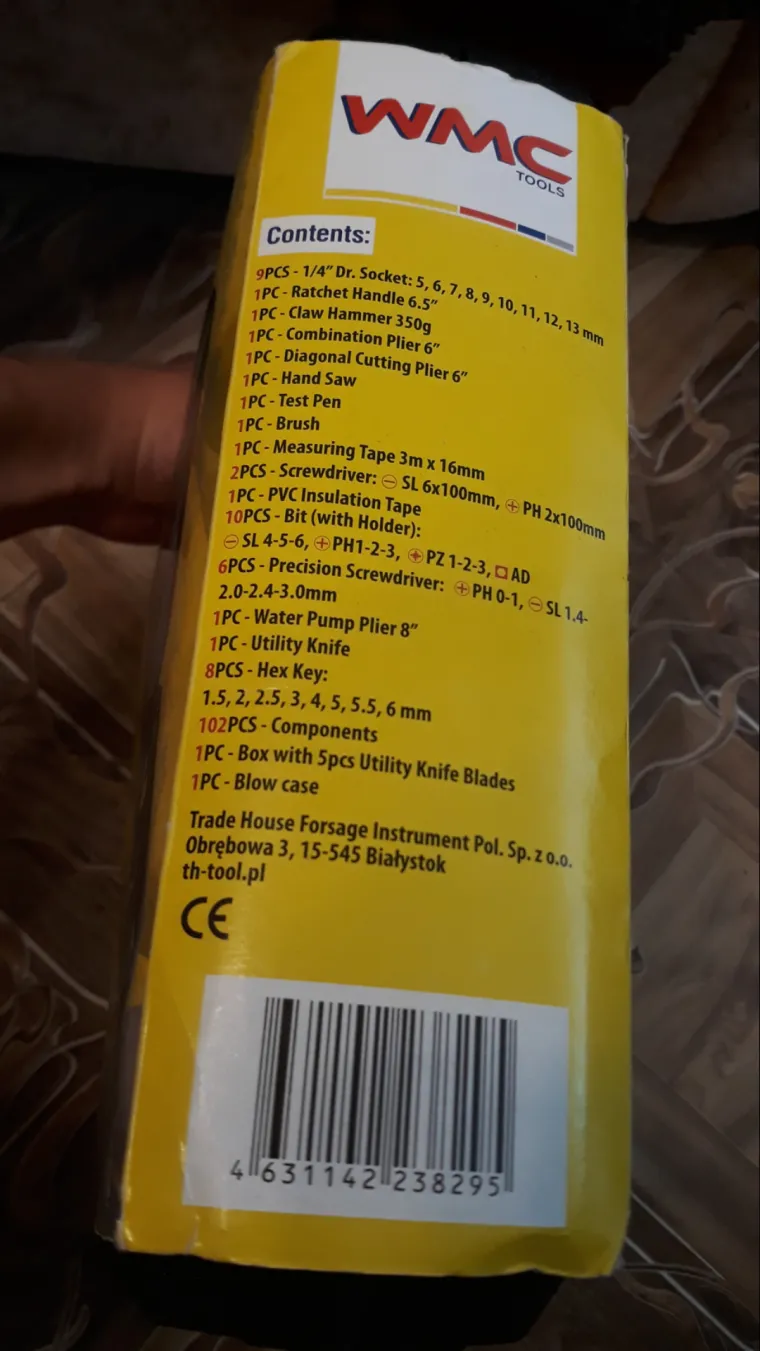 WMC
TOOLS
Contents:
9PCS - 1/4” Dr. Socket: 5, 6, 7, 8, 9, 10, 11, 12, 13 mm
1PC - Ratchet Handle 6.5”
1PC - Claw Hammer 350g
1PC - Combination Plier 6”
1PC - Diagonal Cutting Plier 6”
1PC - Hand Saw
1PC - Test Pen
1PC - Brush
1PC - Measuring Tape 3m x 16mm
2PCS - Screwdriver: ⊖ SL 6x100mm, ⊕ PH 2x100mm
1PC - PVC Insulation Tape
10PCS - Bit (with Holder):
⊖ SL 4-5-6, ⊕ PH1-2-3, ⊕ PZ 1-2-3, □ AD
6PCS - Precision Screwdriver: ⊕ PH 0-1, ⊖ SL 1.4-
2.0-2.4-3.0mm
1PC - Water Pump Plier 8”
1PC - Utility Knife
8PCS - Hex Key:
1.5, 2, 2.5, 3, 4, 5, 5.5, 6 mm
102PCS - Components
1PC - Box with 5pcs Utility Knife Blades
1PC - Blow case
Trade House Forsage Instrument Pol. Sp. z o.o.
Obrębowa 3, 15-545 Białystok
th-tool.pl
CE
4 631142 238295